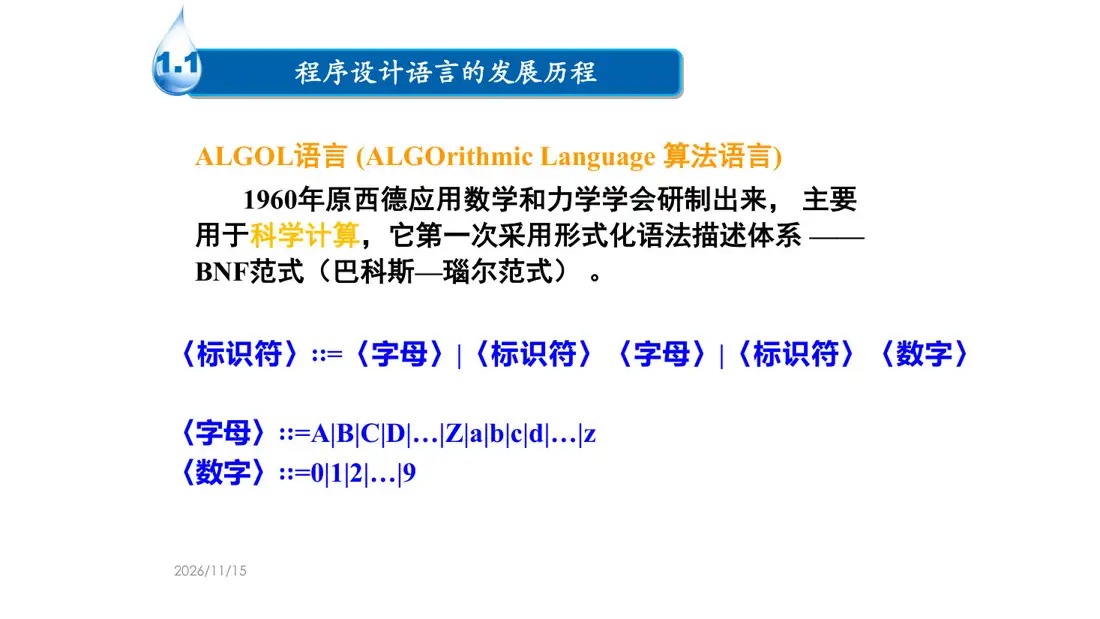 1.1
程序设计语言的发展历程
ALGOL语言 (ALGOrithmic Language 算法语言)
1960年原西德应用数学和力学学会研制出来， 主要
用于科学计算，它第一次采用形式化语法描述体系 ——
BNF范式（巴科斯—瑙尔范式） 。
〈标识符〉::=〈字母〉|〈标识符〉〈字母〉|〈标识符〉〈数字〉
〈字母〉::=A|B|C|D|…|Z|a|b|c|d|…|z
〈数字〉::=0|1|2|…|9
2026/11/15